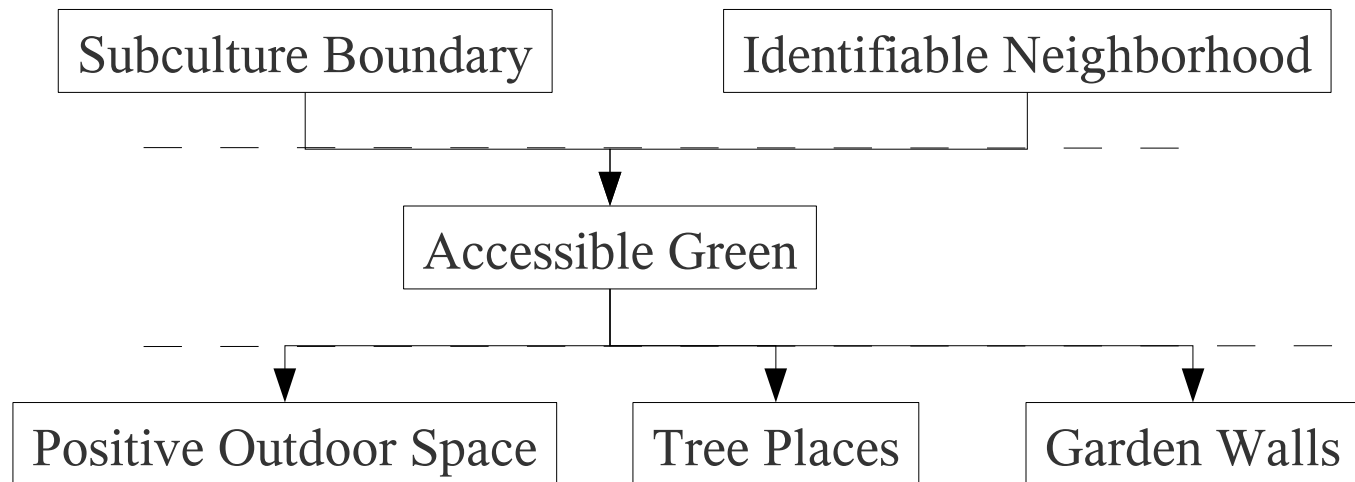 Subculture Boundary
Identifiable Neighborhood
Accessible Green
Positive Outdoor Space
Tree Places
Garden Walls